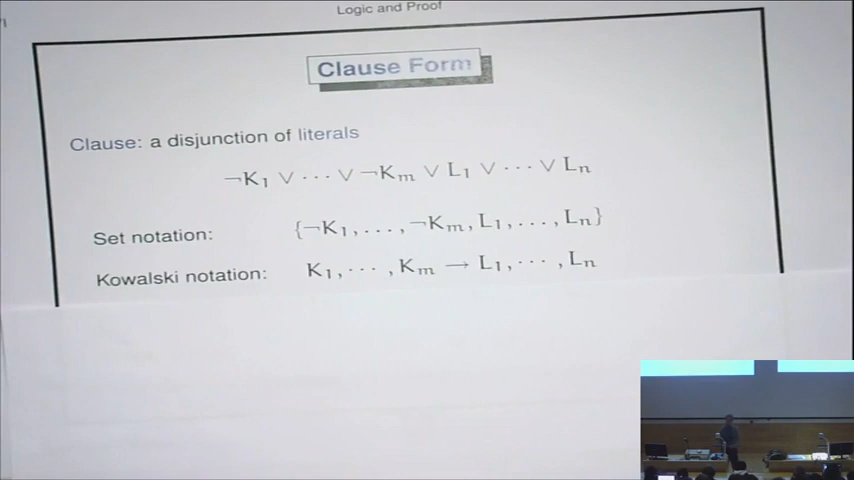 Logic and Proof
Clause Form
Clause: a disjunction of literals
¬K₁ ∨ ··· ∨ ¬Kₘ ∨ L₁ ∨ ··· ∨ Lₙ
Set notation: {¬K₁, ..., ¬Kₘ, L₁, ..., Lₙ}
Kowalski notation: K₁, ··· , Kₘ → L₁, ··· , Lₙ